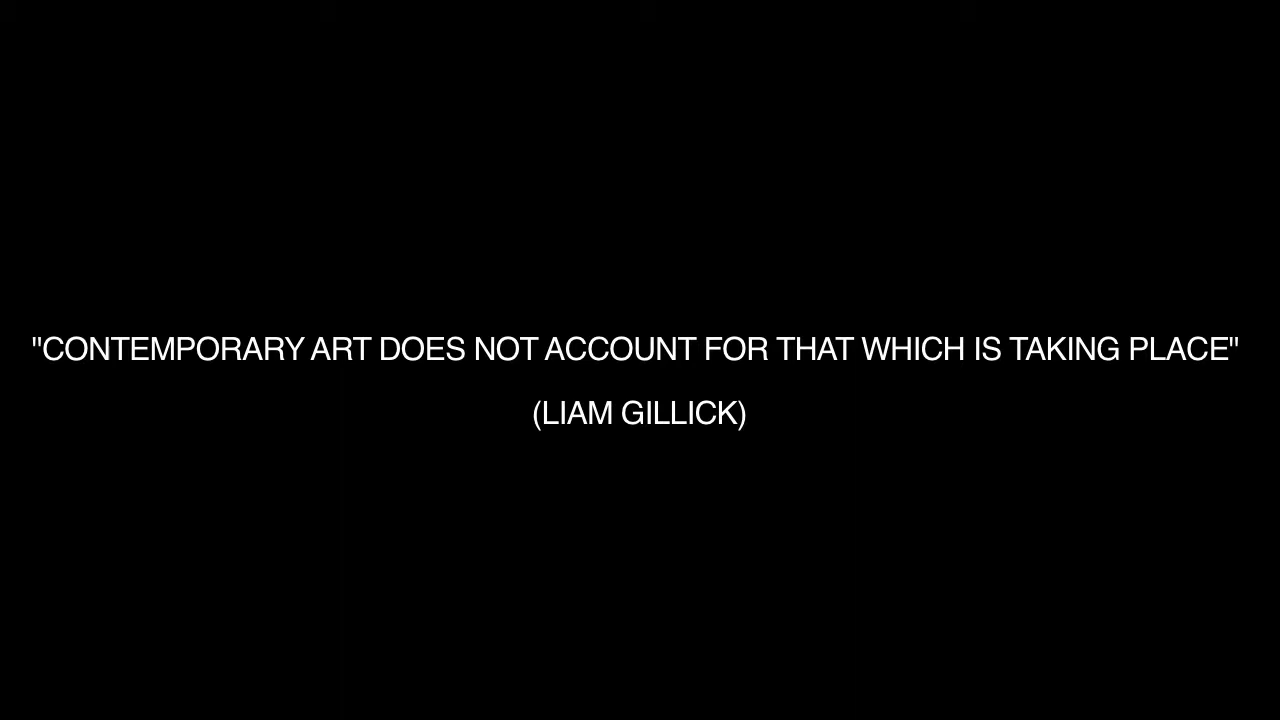 "CONTEMPORARY ART DOES NOT ACCOUNT FOR THAT WHICH IS TAKING PLACE"
(LIAM GILLICK)